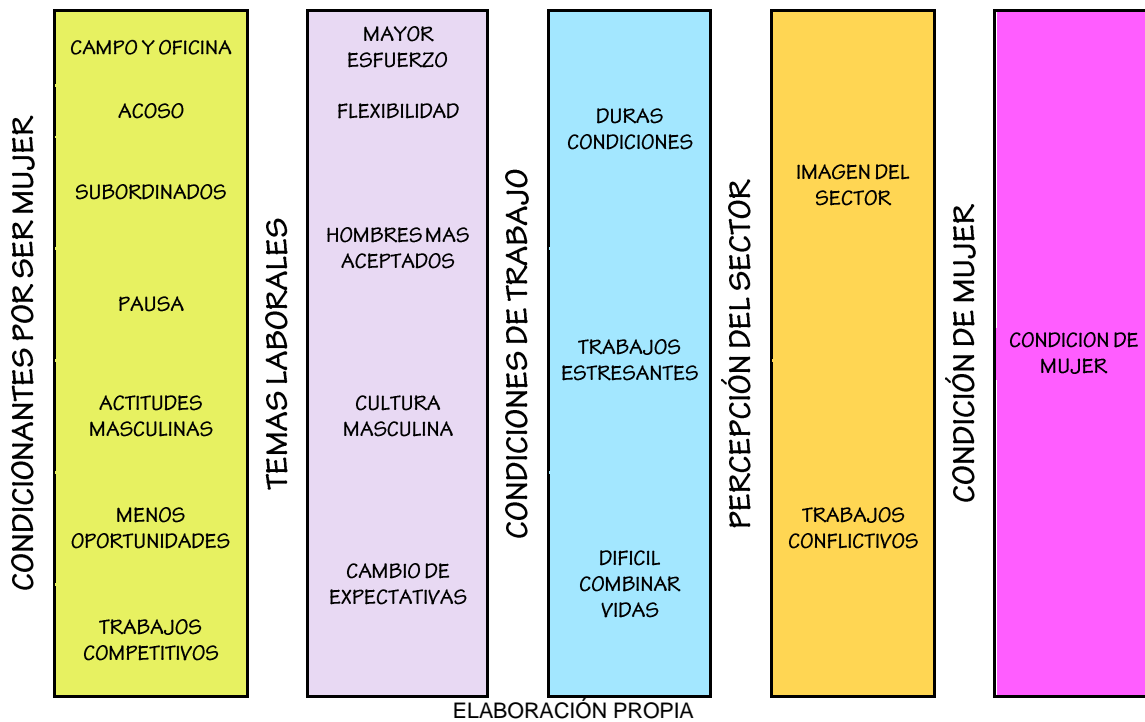 CONDICIONANTES POR SER MUJER
CAMPO Y OFICINA
ACOSO
SUBORDINADOS
PAUSA
ACTITUDES
MASCULINAS
MENOS
OPORTUNIDADES
TRABAJOS
COMPETITIVOS
TEMAS LABORALES
MAYOR
ESFUERZO
FLEXIBILIDAD
HOMBRES MAS
ACEPTADOS
CULTURA
MASCULINA
CAMBIO DE
EXPECTATIVAS
CONDICIONES DE TRABAJO
DURAS
CONDICIONES
TRABAJOS
ESTRESANTES
DIFICIL
COMBINAR
VIDAS
PERCEPCIÓN DEL SECTOR
IMAGEN DEL
SECTOR
TRABAJOS
CONFLICTIVOS
CONDICIÓN DE MUJER
CONDICION DE
MUJER
ELABORACIÓN PROPIA